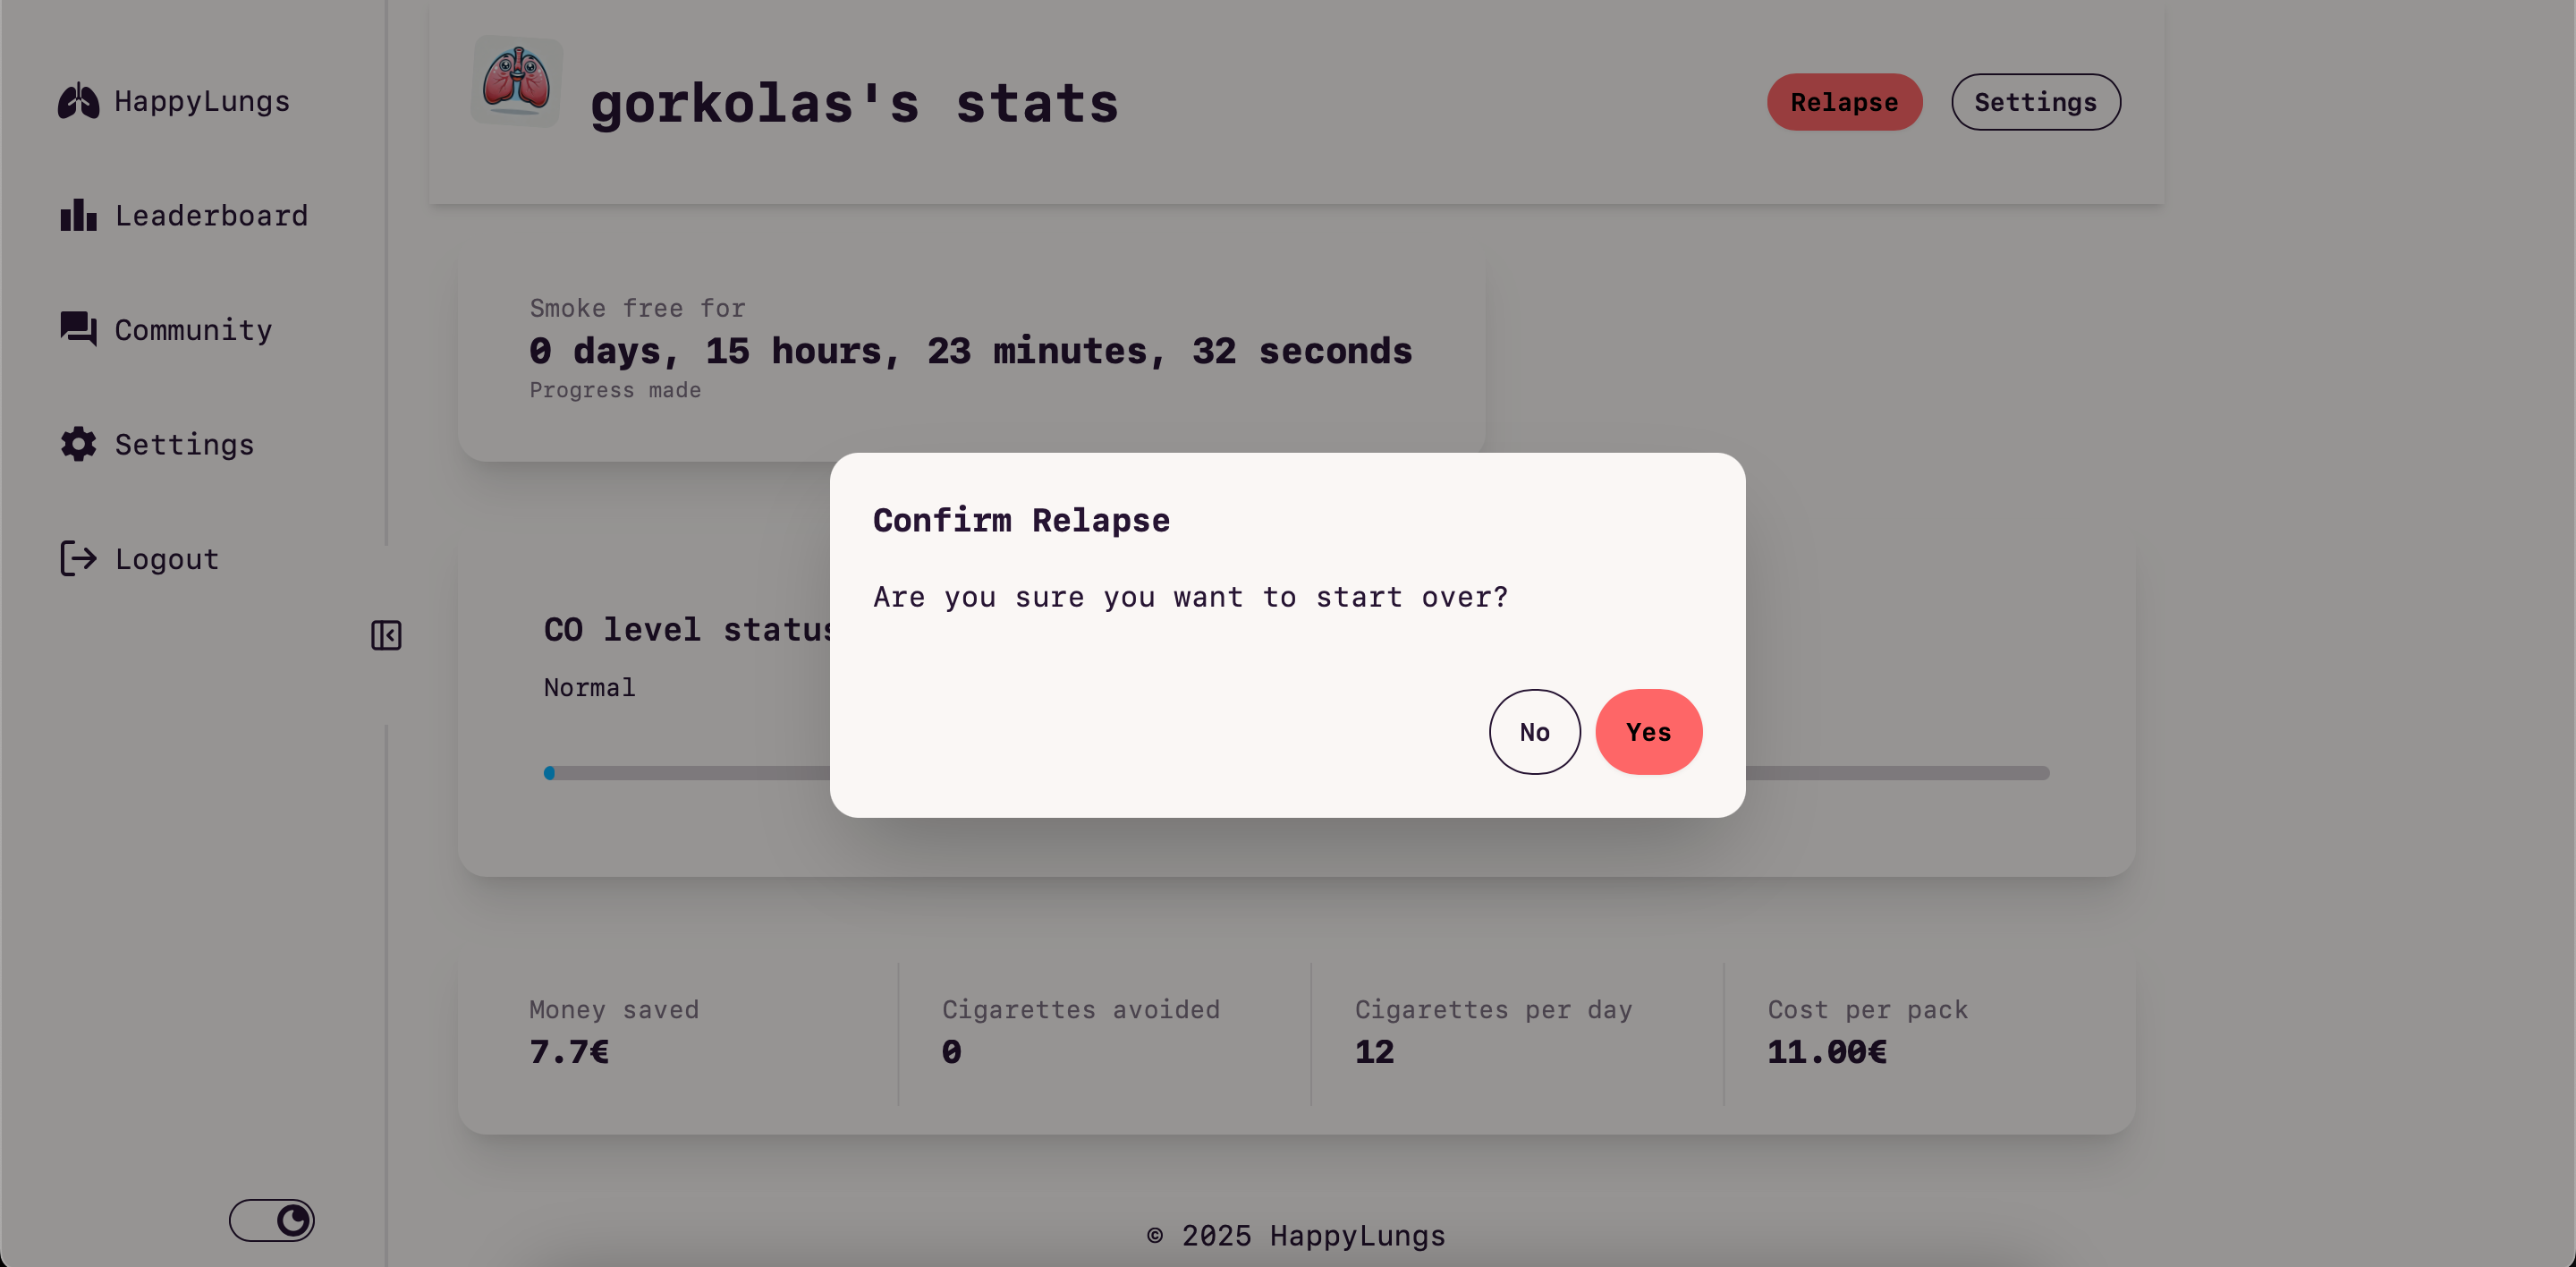 HappyLungs
Leaderboard
Community
Settings
Logout
gorkolas's stats
Relapse
Settings
Smoke free for
0 days, 15 hours, 23 minutes, 32 seconds
Progress made
Confirm Relapse
Are you sure you want to start over?
No
Yes
CO level status
Normal
Money saved
7.7€
Cigarettes avoided
0
Cigarettes per day
12
Cost per pack
11.00€
© 2025 HappyLungs